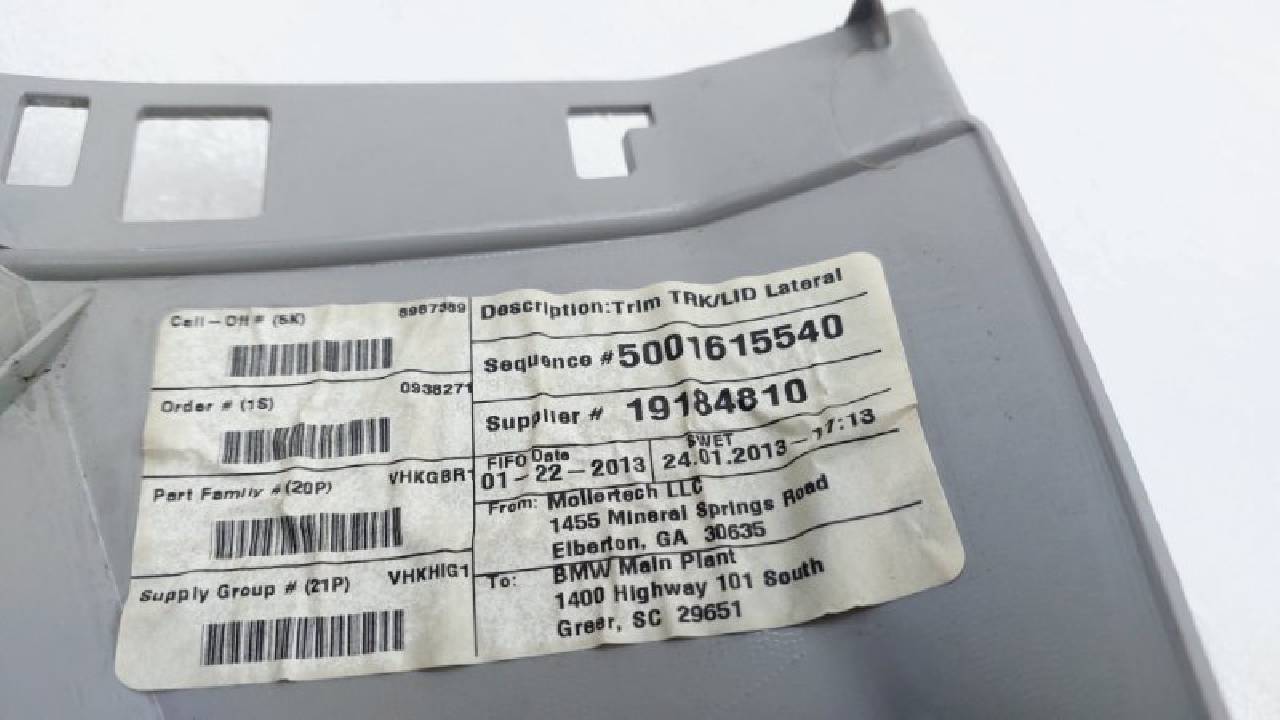 Call-Off # (5K) 6987389
Order # (1S) 0938271
Part Family # (20P) VHKGBR1
Supply Group # (21P) VHKHIG1
Description:Trim TRK/LID Lateral
Sequence #5001615540
Supplier # 19184810
FIFO Date
01-22-2013
SWET
24.01.2013-17:13
From: Mollertech LLC
1455 Mineral Springs Road
Elberton, GA 30635
To: BMW Main Plant
1400 Highway 101 South
Greer, SC 29651